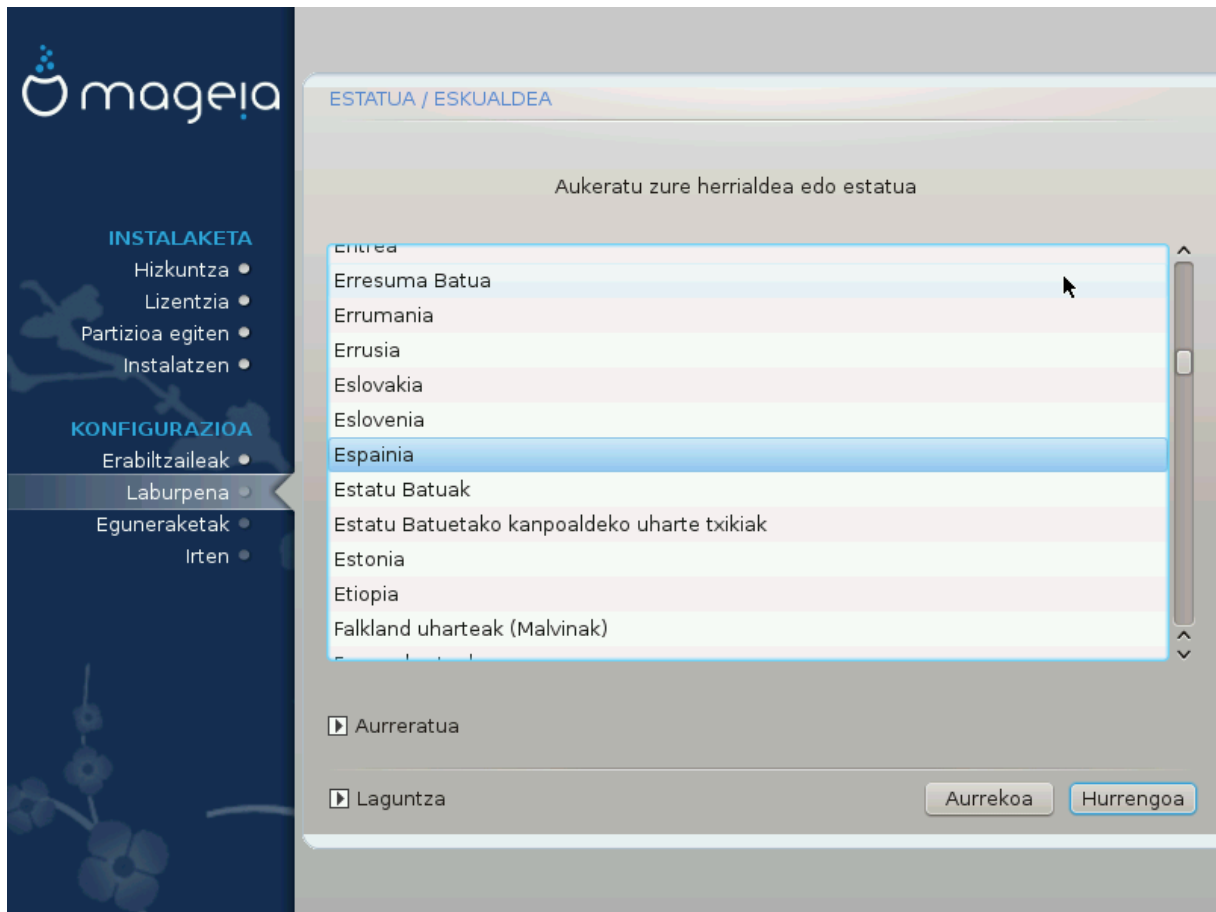 mageia
INSTALAKETA
Hizkuntza
Lizentzia
Partizioa egiten
Instalatzen
KONFIGURAZIOA
Erabiltzaileak
Laburpena
Eguneraketak
Irten
ESTATUA / ESKUALDEA
Aukeratu zure herrialdea edo estatua
Eritrea
Erresuma Batua
Errumania
Errusia
Eslovakia
Eslovenia
Espainia
Estatu Batuak
Estatu Batuetako kanpoaldeko uharte txikiak
Estonia
Etiopia
Falkland uharteak (Malvinak)
Aurreratua
Laguntza
Aurrekoa
Hurrengoa